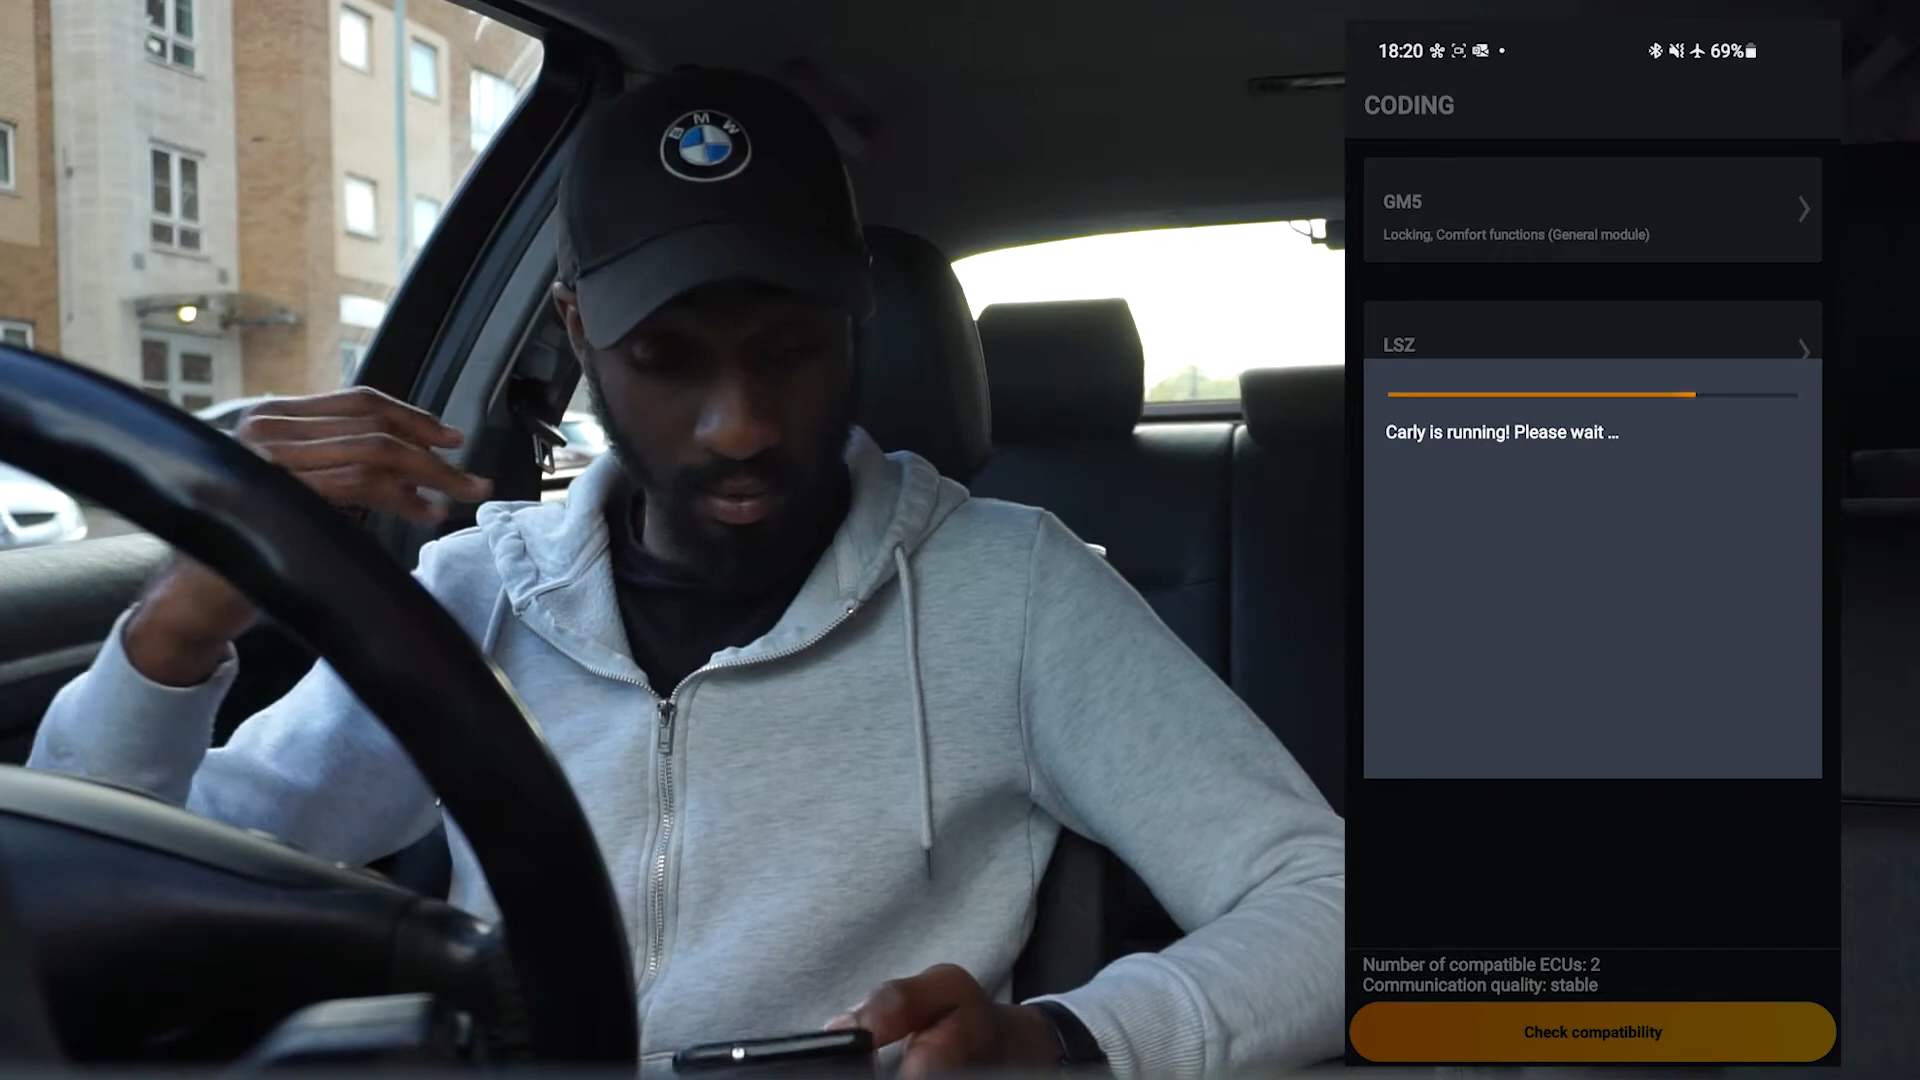 BMW
18:20
69%
CODING
GM5
Locking, Comfort functions (General module)
LSZ
Carly is running! Please wait ...
Number of compatible ECUs: 2
Communication quality: stable
Check compatibility